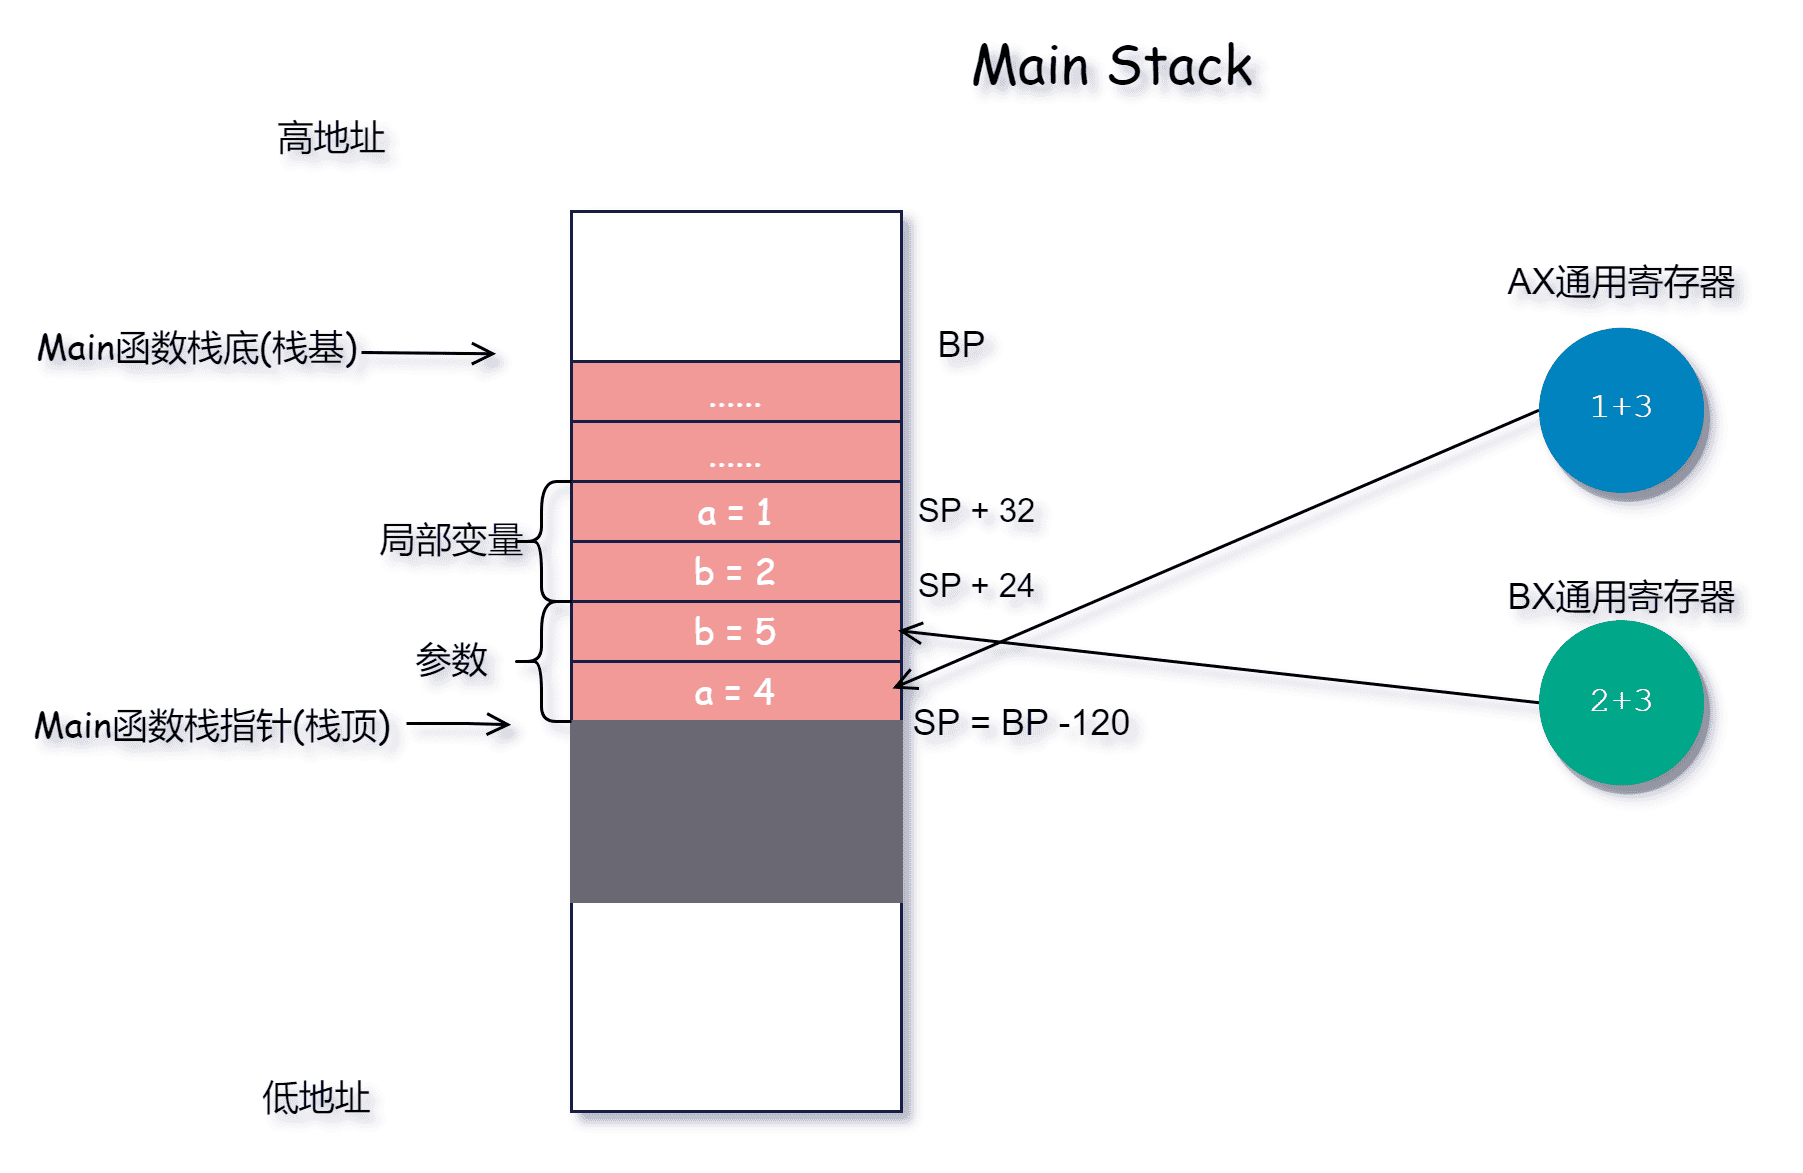 Main Stack
高地址
AX通用寄存器
Main函数栈底(栈基)
BP
......
1+3
......
a = 1
SP + 32
局部变量
b = 2
SP + 24
BX通用寄存器
b = 5
参数
a = 4
2+3
Main函数栈指针(栈顶)
SP = BP -120
低地址